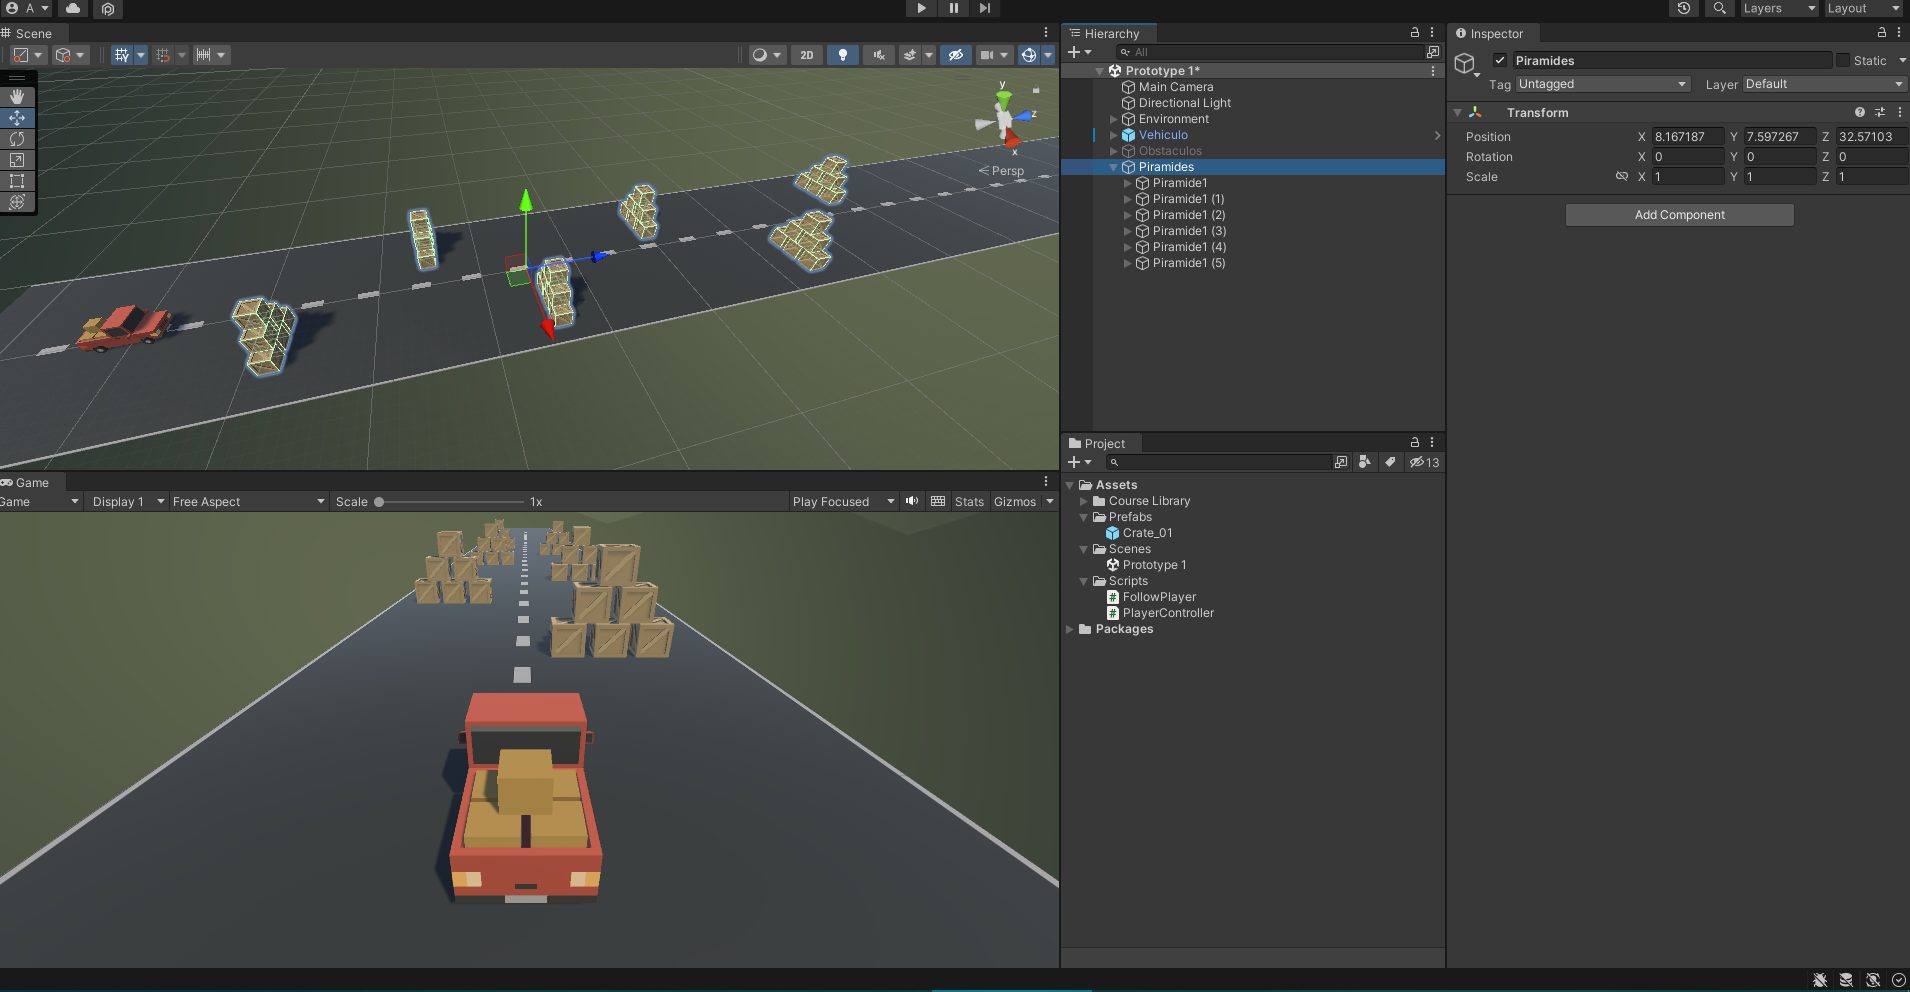 A
Layers
Layout
Scene
2D
y
z
x
Persp
Game
Game
Display 1
Free Aspect
Scale
1x
Play Focused
Stats
Gizmos
Hierarchy
All
Prototype 1*
Main Camera
Directional Light
Environment
Vehiculo
Obstaculos
Piramides
Piramide1
Piramide1 (1)
Piramide1 (2)
Piramide1 (3)
Piramide1 (4)
Piramide1 (5)
Project
13
Assets
Course Library
Prefabs
Crate_01
Scenes
Prototype 1
Scripts
FollowPlayer
PlayerController
Packages
Inspector
Piramides
Static
Tag Untagged
Layer Default
Transform
Position X 8.167187 Y 7.597267 Z 32.57103
Rotation X 0 Y 0 Z 0
Scale X 1 Y 1 Z 1
Add Component